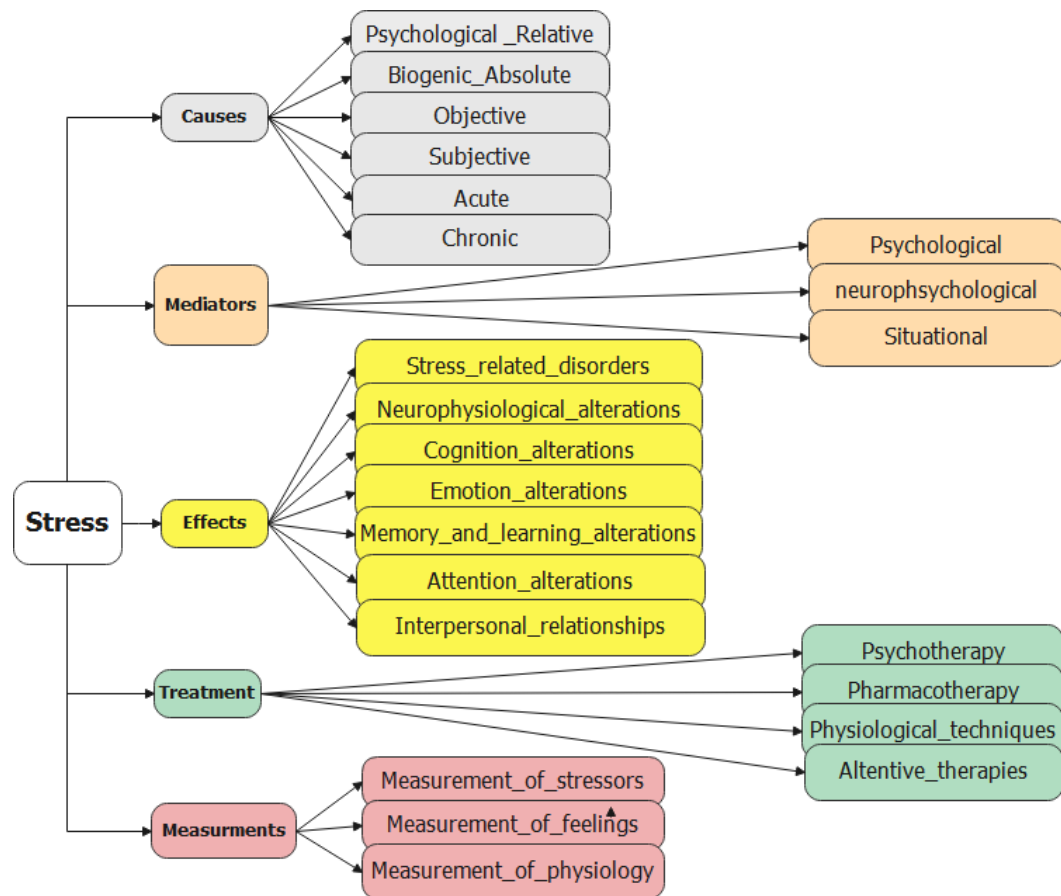 Psychological _Relative
Biogenic_Absolute
Causes
Objective
Subjective
Acute
Chronic
Psychological
Mediators
neurophsychological
Situational
Stress_related_disorders
Neurophysiological_alterations
Cognition_alterations
Emotion_alterations
Stress
Effects
Memory_and_learning_alterations
Attention_alterations
Interpersonal_relationships
Psychotherapy
Treatment
Pharmacotherapy
Physiological_techniques
Altentive_therapies
Measurement_of_stressors
Measurments
Measurement_of_feelings
Measurement_of_physiology